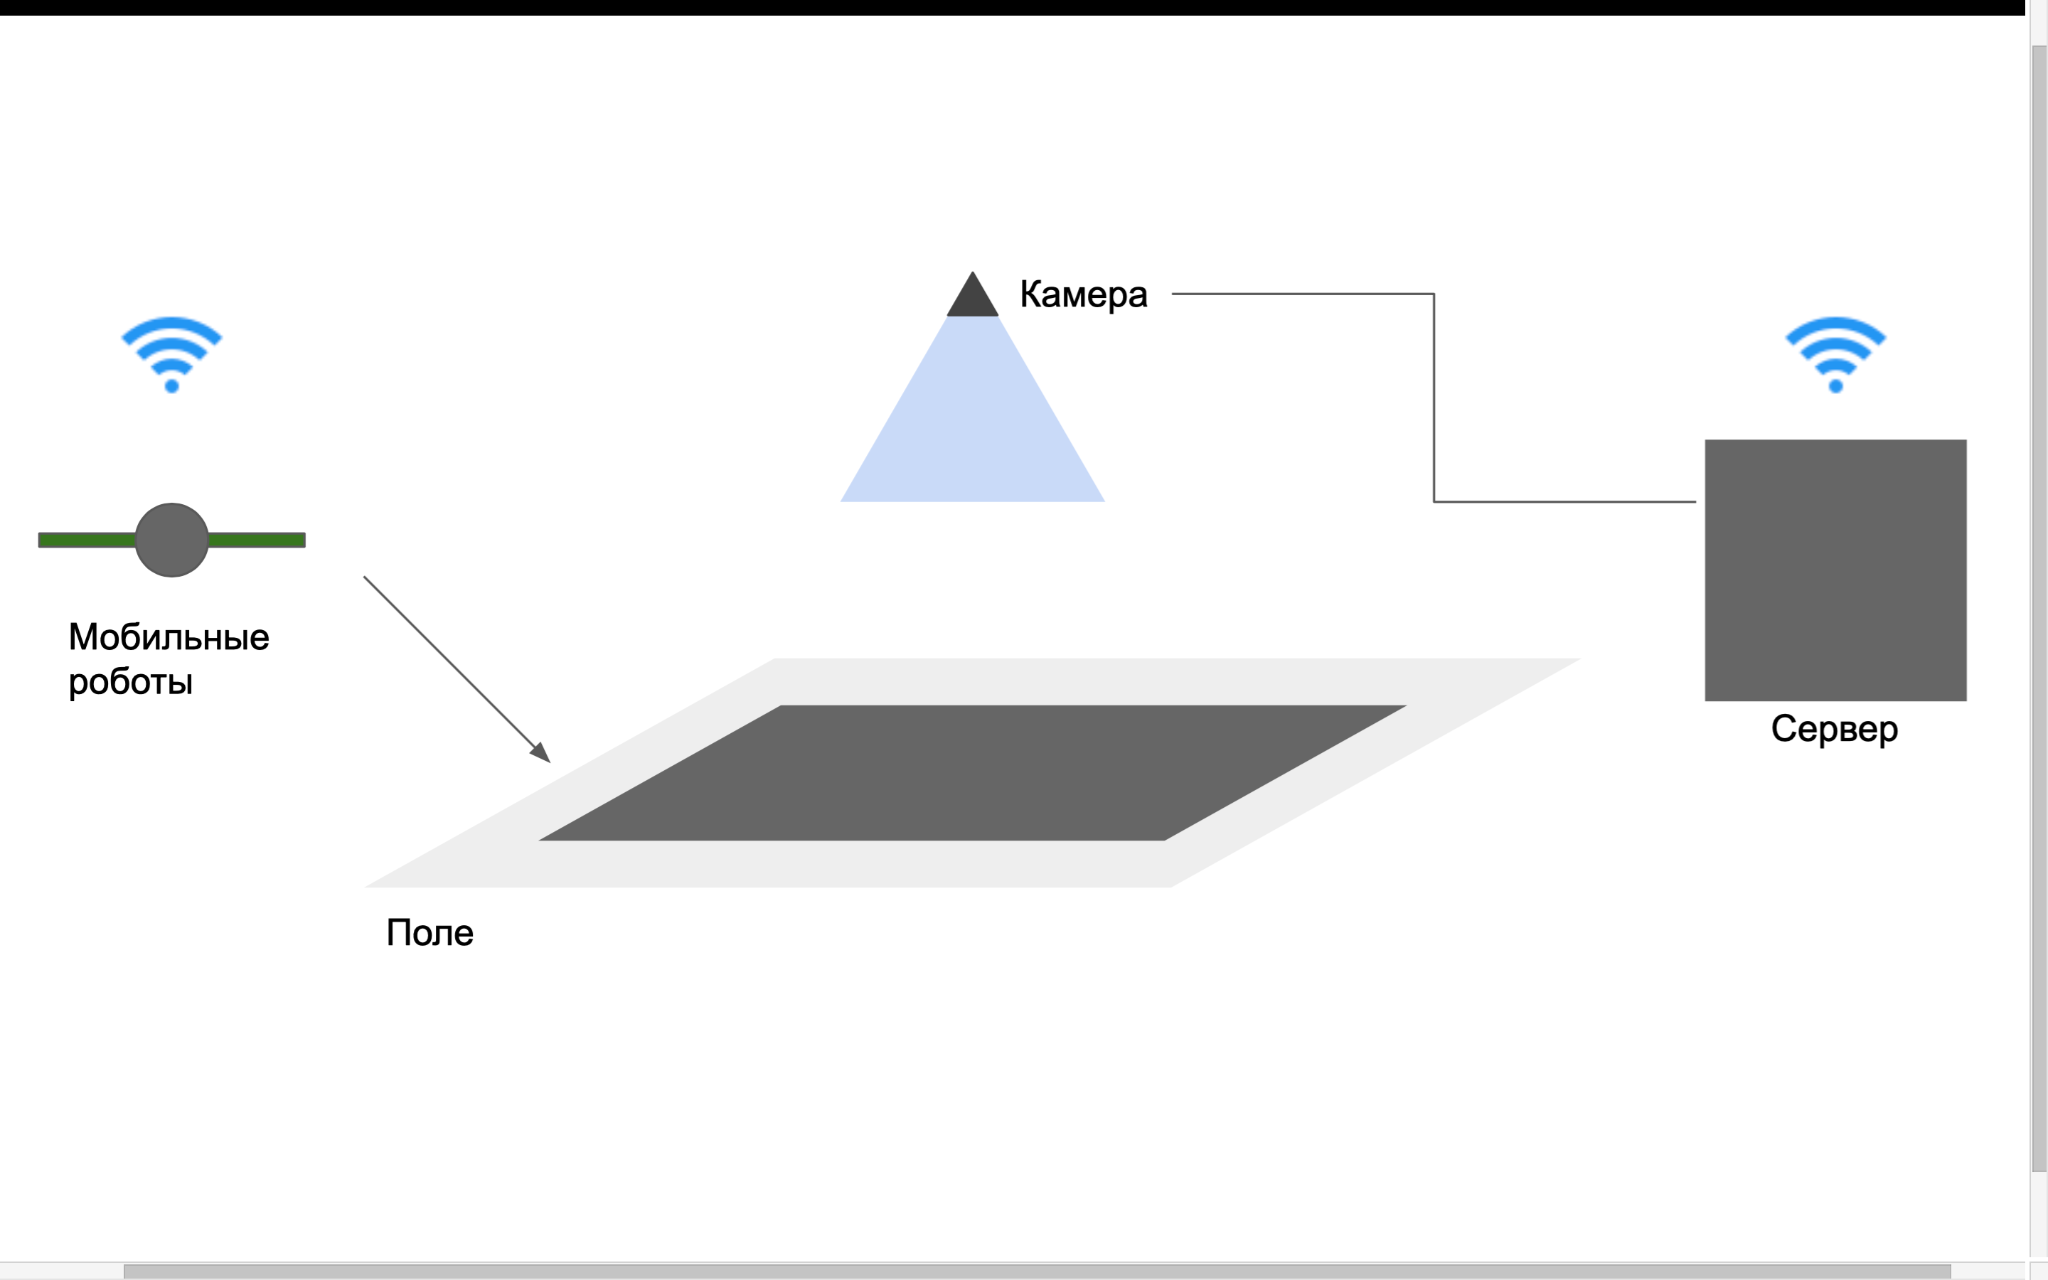 Камера
Мобильные
роботы
Сервер
Поле